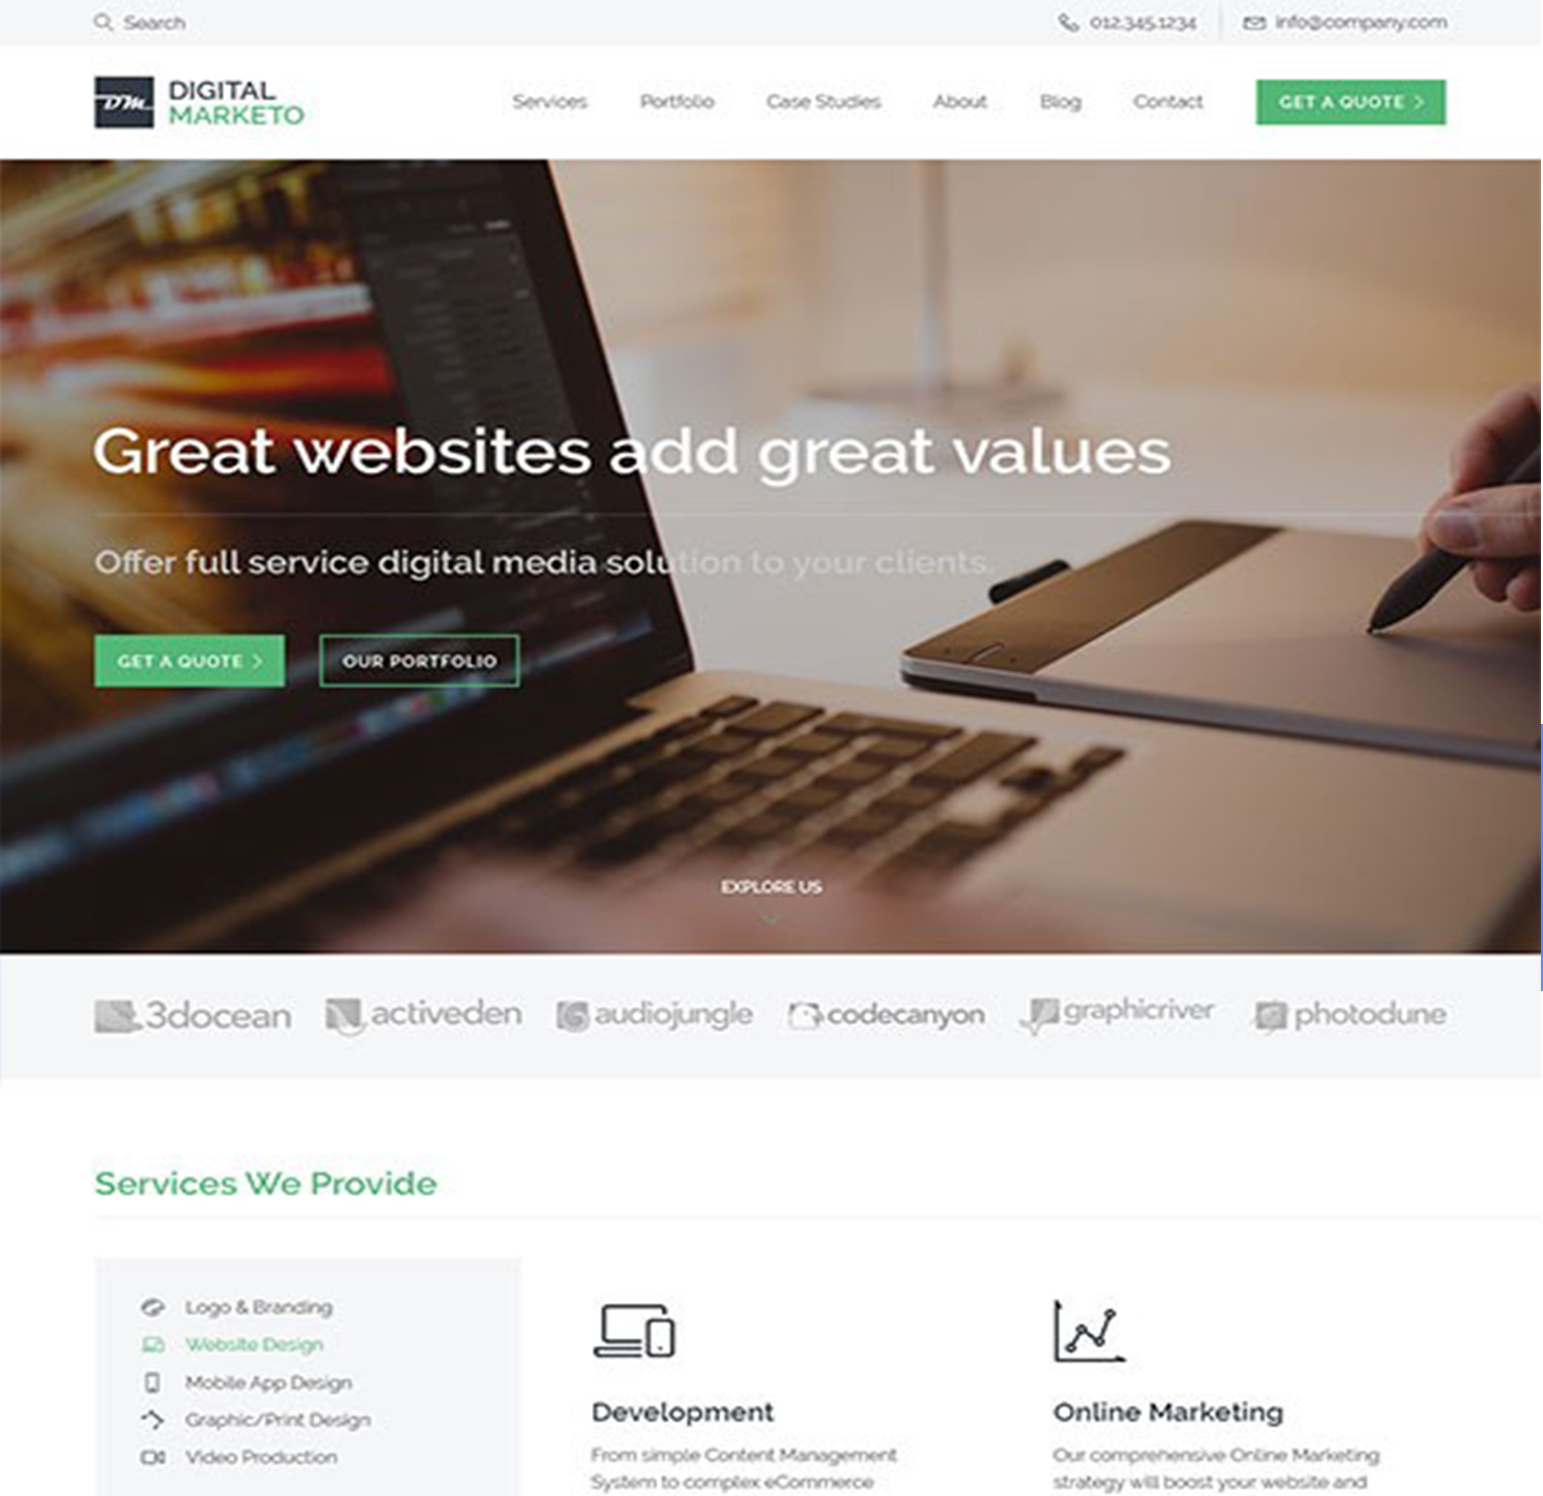 Search
012.345.1234
info@company.com
DM
DIGITAL
MARKETO
Services
Portfolio
Case Studies
About
Blog
Contact
GET A QUOTE
Great websites add great values
Offer full service digital media solution to your clients.
GET A QUOTE
OUR PORTFOLIO
EXPLORE US
3docean
activeden
audiojungle
codecanyon
graphicriver
photodune
Services We Provide
Logo & Branding
Website Design
Mobile App Design
Graphic/Print Design
Video Production
Development
From simple Content Management
System to complex eCommerce
Online Marketing
Our comprehensive Online Marketing
strategy will boost your website and